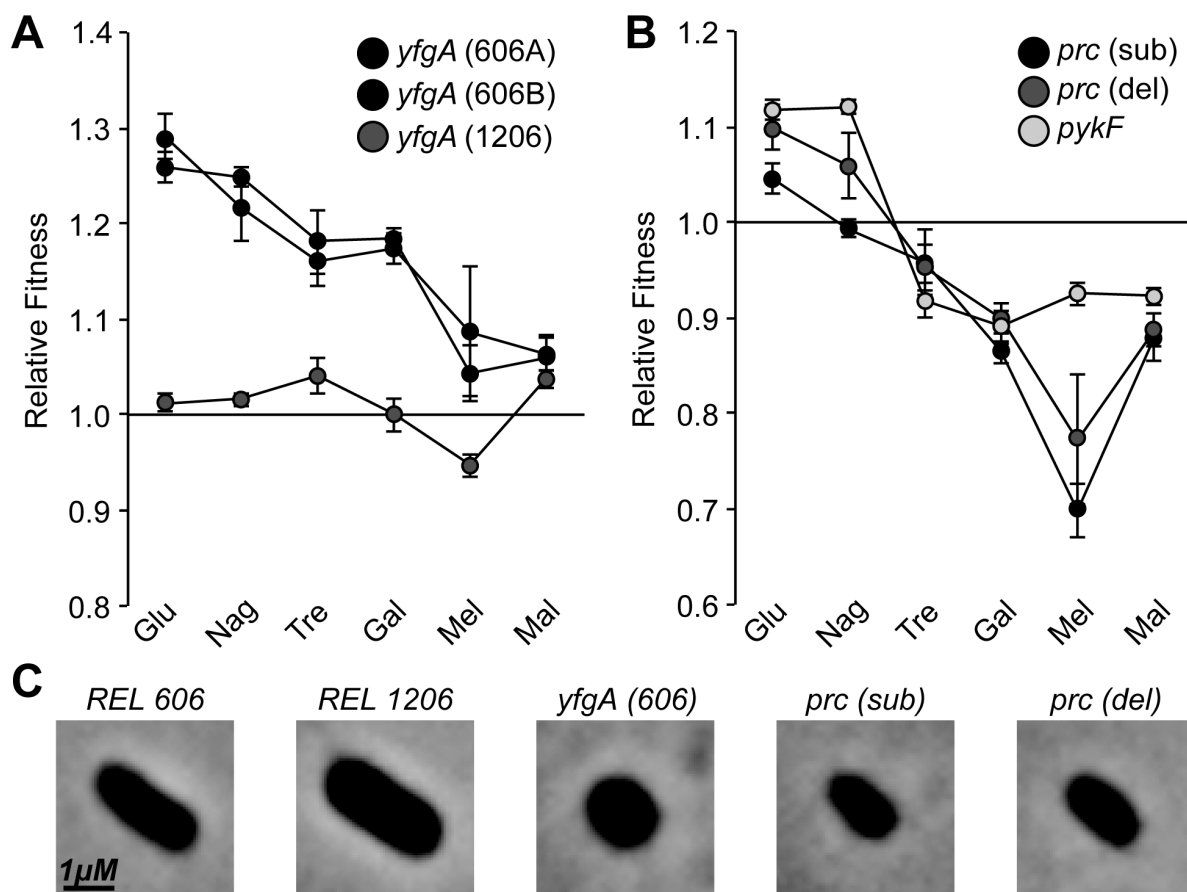 A
1.4
1.3
1.2
1.1
1.0
0.9
0.8
Relative Fitness
yfgA (606A)
yfgA (606B)
yfgA (1206)
Glu
Nag
Tre
Gal
Mel
Mal
B
1.2
1.1
1.0
0.9
0.8
0.7
0.6
Relative Fitness
prc (sub)
prc (del)
pykF
Glu
Nag
Tre
Gal
Mel
Mal
C
REL 606
REL 1206
yfgA (606)
prc (sub)
prc (del)
1μM